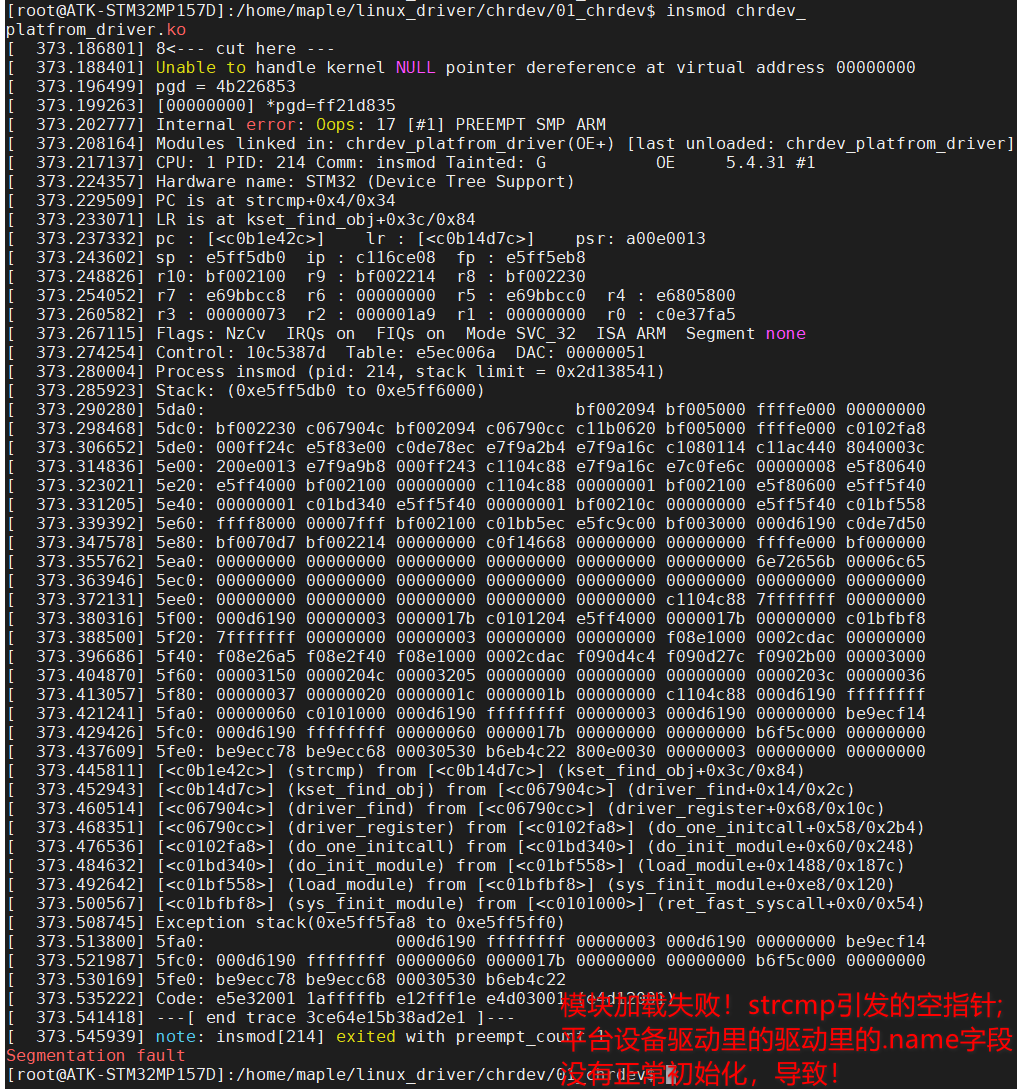 [root@ATK-STM32MP157D]:/home/maple/linux_driver/chrdev/01_chrdev$ insmod chrdev_
platfrom_driver.ko
[  373.186801] 8<--- cut here ---
[  373.188401] Unable to handle kernel NULL pointer dereference at virtual address 00000000
[  373.196499] pgd = 4b226853
[  373.199263] [00000000] *pgd=ff21d835
[  373.202777] Internal error: Oops: 17 [#1] PREEMPT SMP ARM
[  373.208164] Modules linked in: chrdev_platfrom_driver(OE+) [last unloaded: chrdev_platfrom_driver]
[  373.217137] CPU: 1 PID: 214 Comm: insmod Tainted: G           OE     5.4.31 #1
[  373.224357] Hardware name: STM32 (Device Tree Support)
[  373.229509] PC is at strcmp+0x4/0x34
[  373.233071] LR is at kset_find_obj+0x3c/0x84
[  373.237332] pc : [<c0b1e42c>]    lr : [<c0b14d7c>]    psr: a00e0013
[  373.243602] sp : e5ff5db0  ip : c116ce08  fp : e5ff5eb8
[  373.248826] r10: bf002100  r9 : bf002214  r8 : bf002230
[  373.254052] r7 : e69bbcc8  r6 : 00000000  r5 : e69bbcc0  r4 : e6805800
[  373.260582] r3 : 00000073  r2 : 000001a9  r1 : 00000000  r0 : c0e37fa5
[  373.267115] Flags: NzCv  IRQs on  FIQs on  Mode SVC_32  ISA ARM  Segment none
[  373.274254] Control: 10c5387d  Table: e5ec006a  DAC: 00000051
[  373.280004] Process insmod (pid: 214, stack limit = 0x2d138541)
[  373.285923] Stack: (0xe5ff5db0 to 0xe5ff6000)
[  373.290280] 5da0:                                     bf002094 bf005000 ffffe000 00000000
[  373.298468] 5dc0: bf002230 c067904c bf002094 c06790cc c11b0620 bf005000 ffffe000 c0102fa8
[  373.306652] 5de0: 000ff24c e5f83e00 c0de78ec e7f9a2b4 e7f9a16c c1080114 c11ac440 8040003c
[  373.314836] 5e00: 200e0013 e7f9a9b8 000ff243 c1104c88 e7f9a16c e7c0fe6c 00000008 e5f80640
[  373.323021] 5e20: e5ff4000 bf002100 00000000 c1104c88 00000001 bf002100 e5f80600 e5ff5f40
[  373.331205] 5e40: 00000001 c01bd340 e5ff5f40 00000001 bf00210c 00000000 e5ff5f40 c01bf558
[  373.339392] 5e60: ffff8000 00007fff bf002100 c01bb5ec e5fc9c00 bf003000 000d6190 c0de7d50
[  373.347578] 5e80: bf0070d7 bf002214 00000000 c0f14668 00000000 00000000 ffffe000 bf000000
[  373.355762] 5ea0: 00000000 00000000 00000000 00000000 00000000 00000000 6e72656b 00006c65
[  373.363946] 5ec0: 00000000 00000000 00000000 00000000 00000000 00000000 00000000 00000000
[  373.372131] 5ee0: 00000000 00000000 00000000 00000000 00000000 c1104c88 7fffffff 00000000
[  373.380316] 5f00: 000d6190 00000003 0000017b c0101204 e5ff4000 0000017b 00000000 c01bfbf8
[  373.388500] 5f20: 7fffffff 00000000 00000003 00000000 00000000 f08e1000 0002cdac 00000000
[  373.396686] 5f40: f08e26a5 f08e2f40 f08e1000 0002cdac f090d4c4 f090d27c f0902b00 00003000
[  373.404870] 5f60: 00003150 0000204c 00003205 00000000 00000000 00000000 0000203c 00000036
[  373.413057] 5f80: 00000037 00000020 0000001c 0000001b 00000000 c1104c88 000d6190 ffffffff
[  373.421241] 5fa0: 00000060 c0101000 000d6190 ffffffff 00000003 000d6190 00000000 be9ecf14
[  373.429426] 5fc0: 000d6190 ffffffff 00000060 0000017b 00000000 00000000 b6f5c000 00000000
[  373.437609] 5fe0: be9ecc78 be9ecc68 00030530 b6eb4c22 800e0030 00000003 00000000 00000000
[  373.445811] [<c0b1e42c>] (strcmp) from [<c0b14d7c>] (kset_find_obj+0x3c/0x84)
[  373.452943] [<c0b14d7c>] (kset_find_obj) from [<c067904c>] (driver_find+0x14/0x2c)
[  373.460514] [<c067904c>] (driver_find) from [<c06790cc>] (driver_register+0x68/0x10c)
[  373.468351] [<c06790cc>] (driver_register) from [<c0102fa8>] (do_one_initcall+0x58/0x2b4)
[  373.476536] [<c0102fa8>] (do_one_initcall) from [<c01bd340>] (do_init_module+0x60/0x248)
[  373.484632] [<c01bd340>] (do_init_module) from [<c01bf558>] (load_module+0x1488/0x187c)
[  373.492642] [<c01bf558>] (load_module) from [<c01bfbf8>] (sys_finit_module+0xe8/0x120)
[  373.500567] [<c01bfbf8>] (sys_finit_module) from [<c0101000>] (ret_fast_syscall+0x0/0x54)
[  373.508745] Exception stack(0xe5ff5fa8 to 0xe5ff5ff0)
[  373.513800] 5fa0:                   000d6190 ffffffff 00000003 000d6190 00000000 be9ecf14
[  373.521987] 5fc0: 000d6190 ffffffff 00000060 0000017b 00000000 00000000 b6f5c000 00000000
[  373.530169] 5fe0: be9ecc78 be9ecc68 00030530 b6eb4c22
[  373.535222] Code: e5e32001 1afffffb e12fff1e e4d03001 (e4d12001)
[  373.541418] ---[ end trace 3ce64e15b38ad2e1 ]---
[  373.545939] note: insmod[214] exited with preempt_count 1
Segmentation fault
[root@ATK-STM32MP157D]:/home/maple/linux_driver/chrdev/01_chrdev$
模块加载失败！strcmp引发的空指针;
平台设备驱动里的驱动里的.name字段
没有正常初始化，导致！